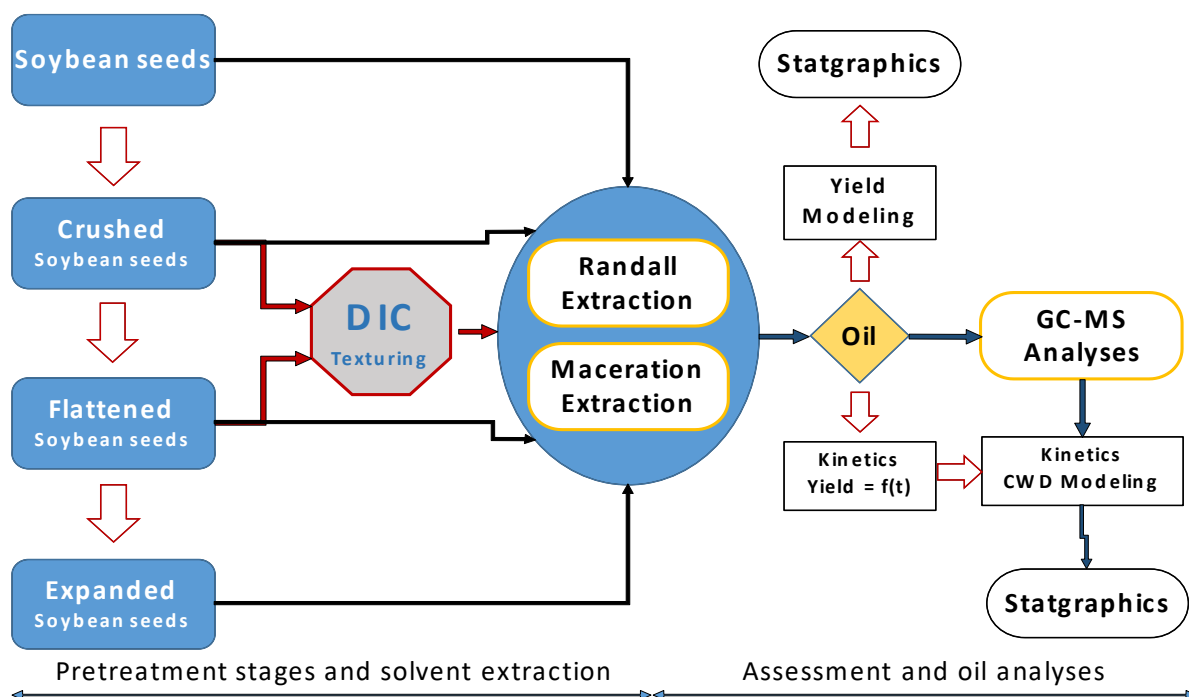 Soybean seeds
Crushed
Soybean seeds
Flattened
Soybean seeds
Expanded
Soybean seeds
DIC
Texturing
Randall
Extraction
Maceration
Extraction
Statgraphics
Yield
Modeling
Oil
GC-MS
Analyses
Kinetics
Yield = f(t)
Kinetics
CWD Modeling
Statgraphics
Pretreatment stages and solvent extraction
Assessment and oil analyses